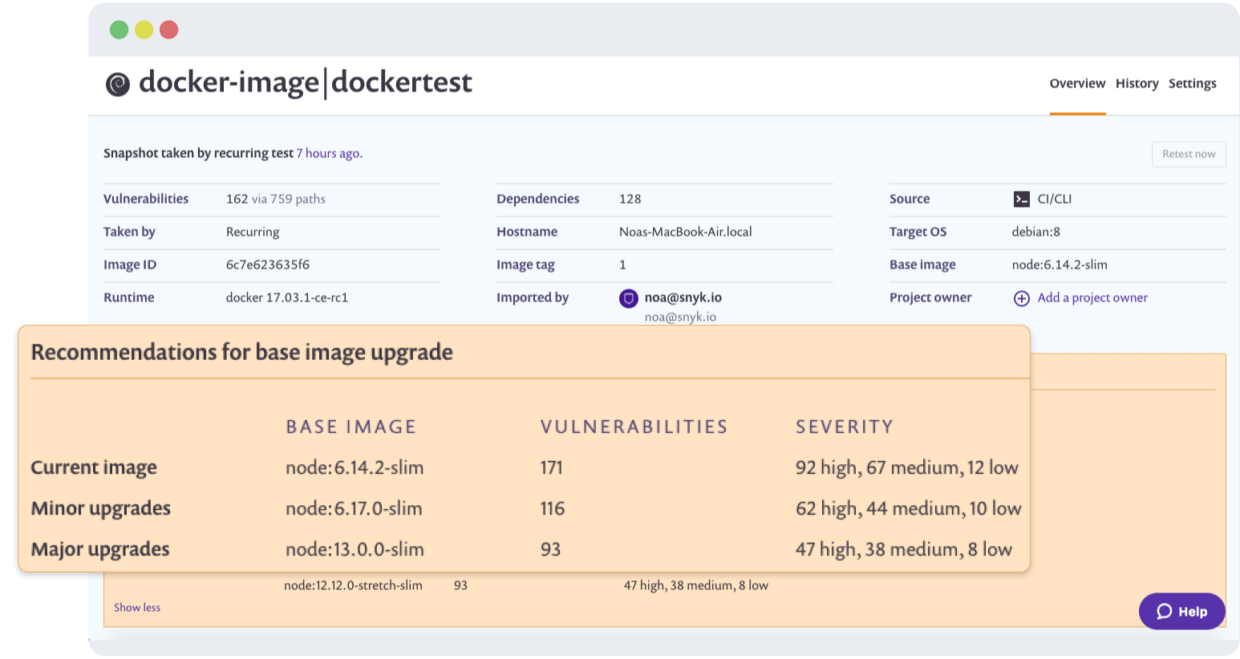 docker-image|dockertest
Overview History Settings
Snapshot taken by recurring test 7 hours ago.
Retest now
Vulnerabilities 162 via 759 paths Dependencies 128 Source CI/CLI
Taken by Recurring Hostname Noas-MacBook-Air.local Target OS debian:8
Image ID 6c7e623635f6 Image tag 1 Base image node:6.14.2-slim
Runtime docker 17.03.1-ce-rc1 Imported by noa@snyk.io Project owner Add a project owner
noa@snyk.io
Recommendations for base image upgrade
BASE IMAGE VULNERABILITIES SEVERITY
Current image node:6.14.2-slim 171 92 high, 67 medium, 12 low
Minor upgrades node:6.17.0-slim 116 62 high, 44 medium, 10 low
Major upgrades node:13.0.0-slim 93 47 high, 38 medium, 8 low
node:12.12.0-stretch-slim 93 47 high, 38 medium, 8 low
Show less
Help